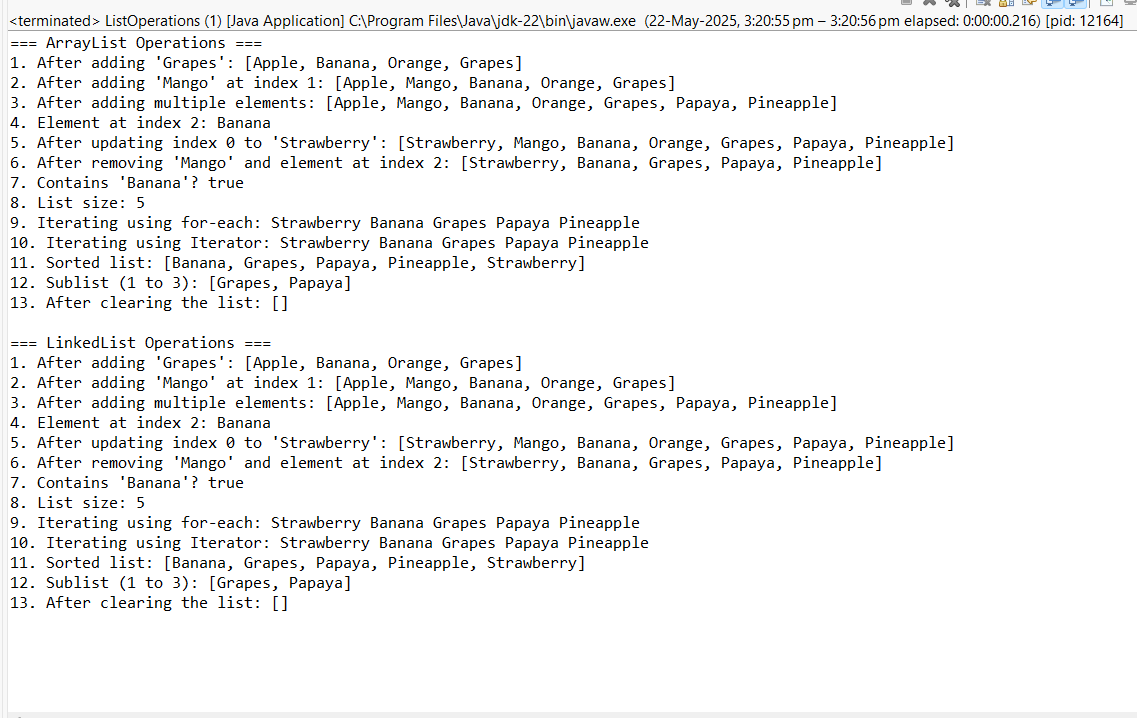 <terminated> ListOperations (1) [Java Application] C:\Program Files\Java\jdk-22\bin\javaw.exe (22-May-2025, 3:20:55 pm – 3:20:56 pm elapsed: 0:00:00.216) [pid: 12164]
=== ArrayList Operations ===
1. After adding 'Grapes': [Apple, Banana, Orange, Grapes]
2. After adding 'Mango' at index 1: [Apple, Mango, Banana, Orange, Grapes]
3. After adding multiple elements: [Apple, Mango, Banana, Orange, Grapes, Papaya, Pineapple]
4. Element at index 2: Banana
5. After updating index 0 to 'Strawberry': [Strawberry, Mango, Banana, Orange, Grapes, Papaya, Pineapple]
6. After removing 'Mango' and element at index 2: [Strawberry, Banana, Grapes, Papaya, Pineapple]
7. Contains 'Banana'? true
8. List size: 5
9. Iterating using for-each: Strawberry Banana Grapes Papaya Pineapple
10. Iterating using Iterator: Strawberry Banana Grapes Papaya Pineapple
11. Sorted list: [Banana, Grapes, Papaya, Pineapple, Strawberry]
12. Sublist (1 to 3): [Grapes, Papaya]
13. After clearing the list: []

=== LinkedList Operations ===
1. After adding 'Grapes': [Apple, Banana, Orange, Grapes]
2. After adding 'Mango' at index 1: [Apple, Mango, Banana, Orange, Grapes]
3. After adding multiple elements: [Apple, Mango, Banana, Orange, Grapes, Papaya, Pineapple]
4. Element at index 2: Banana
5. After updating index 0 to 'Strawberry': [Strawberry, Mango, Banana, Orange, Grapes, Papaya, Pineapple]
6. After removing 'Mango' and element at index 2: [Strawberry, Banana, Grapes, Papaya, Pineapple]
7. Contains 'Banana'? true
8. List size: 5
9. Iterating using for-each: Strawberry Banana Grapes Papaya Pineapple
10. Iterating using Iterator: Strawberry Banana Grapes Papaya Pineapple
11. Sorted list: [Banana, Grapes, Papaya, Pineapple, Strawberry]
12. Sublist (1 to 3): [Grapes, Papaya]
13. After clearing the list: []